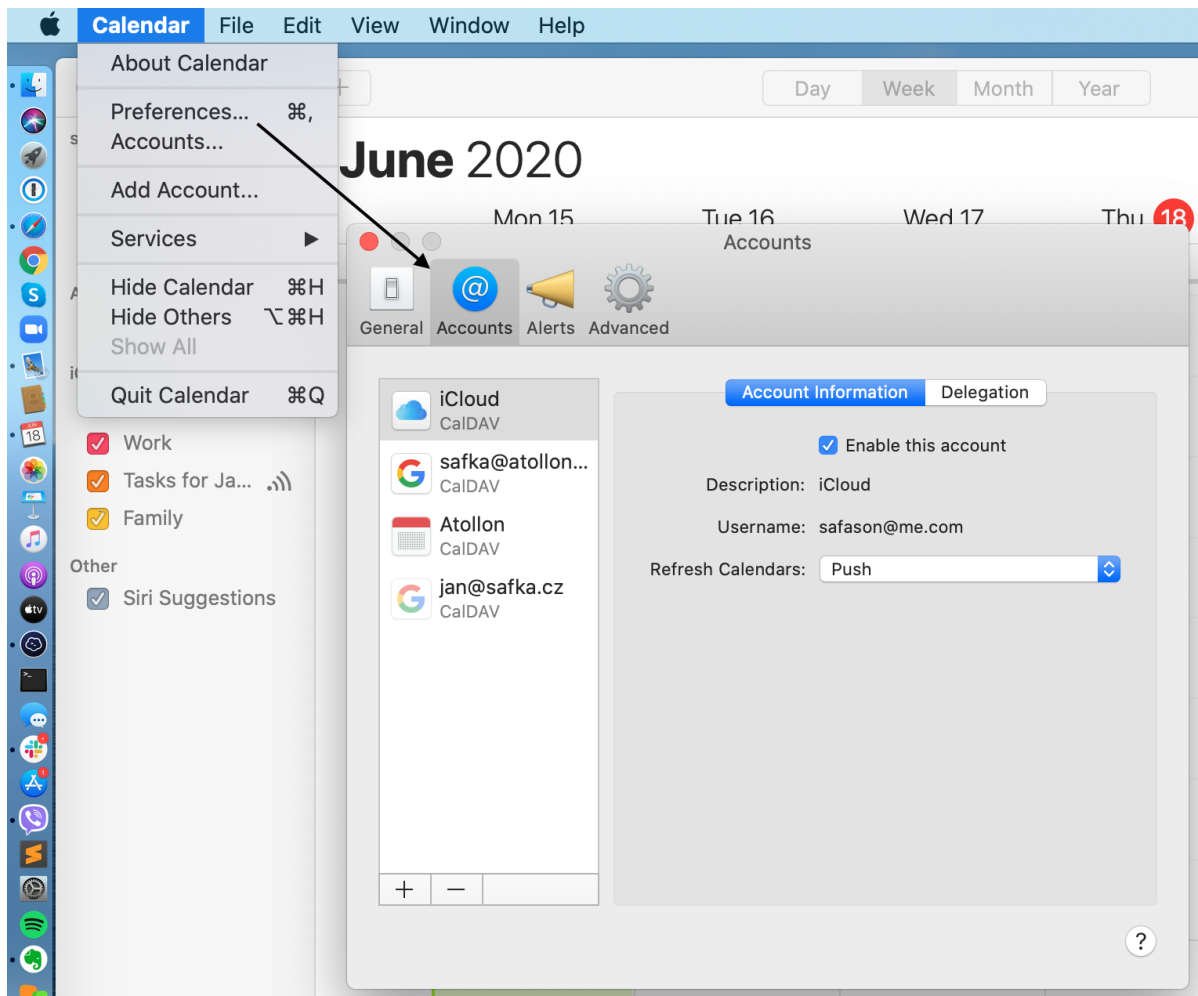 Calendar File Edit View Window Help
About Calendar
Preferences... ⌘,
Accounts...
Add Account...
Services ▶
Hide Calendar ⌘H
Hide Others ⌥⌘H
Show All
Quit Calendar ⌘Q
Day Week Month Year
June 2020
Mon 15 Tue 16 Wed 17 Thu 18
Work
Tasks for Ja...
Family
Other
Siri Suggestions
Accounts
General Accounts Alerts Advanced
iCloud
CalDAV
safka@atollon...
CalDAV
Atollon
CalDAV
jan@safka.cz
CalDAV
+ −
Account Information Delegation
Enable this account
Description: iCloud
Username: safason@me.com
Refresh Calendars: Push
?
JUN
18
tv